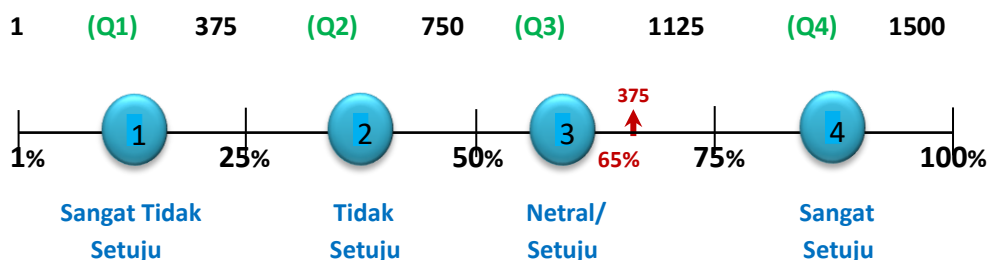 1 (Q1) 375 (Q2) 750 (Q3) 1125 (Q4) 1500
375
1 2 3 4
1% 25% 50% 65% 75% 100%
Sangat Tidak Tidak Netral/ Sangat
Setuju Setuju Setuju Setuju